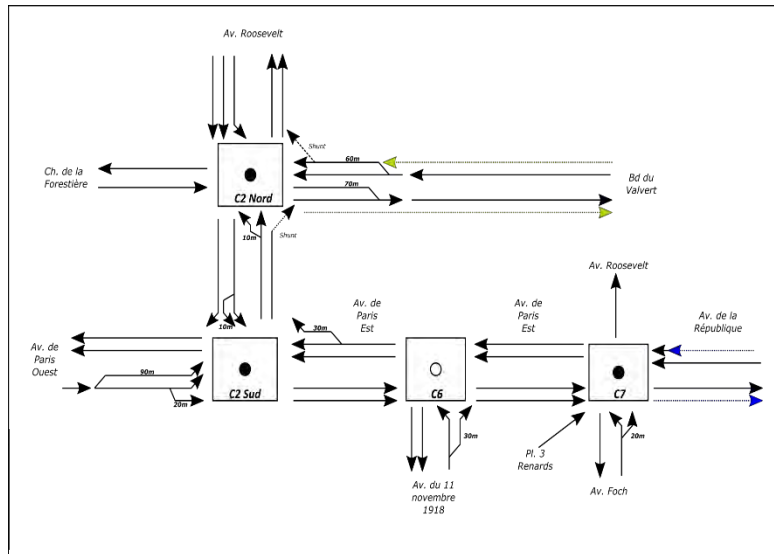 Av. Roosevelt
Shunt
60m
Ch. de la
Forestière
C2 Nord
70m
Bd du
Valvert
10m
Shunt
Av. Roosevelt
Av. de
Paris
Est
Av. de
Paris
Est
Av. de la
République
10m
30m
Av. de
Paris
Ouest
90m
20m
C2 Sud
C6
C7
30m
20m
Pl. 3
Renards
Av. du 11
novembre
1918
Av. Foch